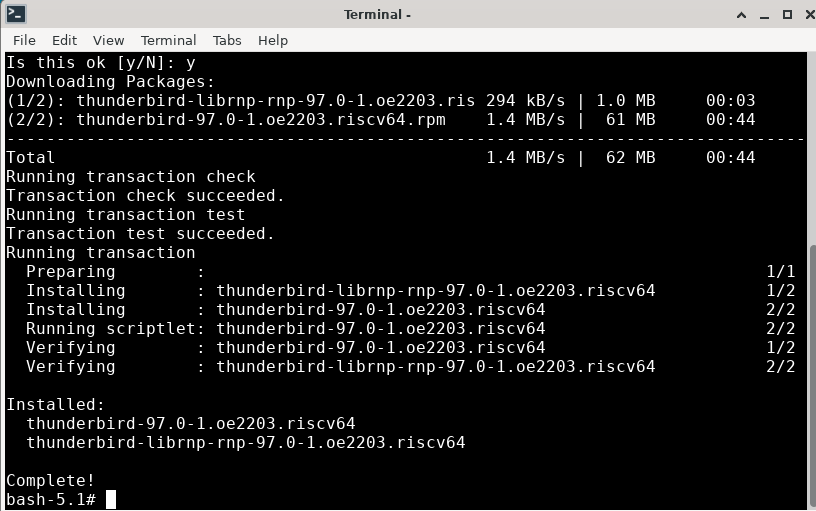 Terminal -
File Edit View Terminal Tabs Help
Is this ok [y/N]: y
Downloading Packages:
(1/2): thunderbird-librnp-rnp-97.0-1.oe2203.ris 294 kB/s | 1.0 MB     00:03
(2/2): thunderbird-97.0-1.oe2203.riscv64.rpm    1.4 MB/s |  61 MB     00:44
--------------------------------------------------------------------------------
Total                                           1.4 MB/s |  62 MB     00:44
Running transaction check
Transaction check succeeded.
Running transaction test
Transaction test succeeded.
Running transaction
  Preparing        :                                                        1/1
  Installing       : thunderbird-librnp-rnp-97.0-1.oe2203.riscv64           1/2
  Installing       : thunderbird-97.0-1.oe2203.riscv64                      2/2
  Running scriptlet: thunderbird-97.0-1.oe2203.riscv64                      2/2
  Verifying        : thunderbird-97.0-1.oe2203.riscv64                      1/2
  Verifying        : thunderbird-librnp-rnp-97.0-1.oe2203.riscv64           2/2
Installed:
  thunderbird-97.0-1.oe2203.riscv64
  thunderbird-librnp-rnp-97.0-1.oe2203.riscv64
Complete!
bash-5.1#